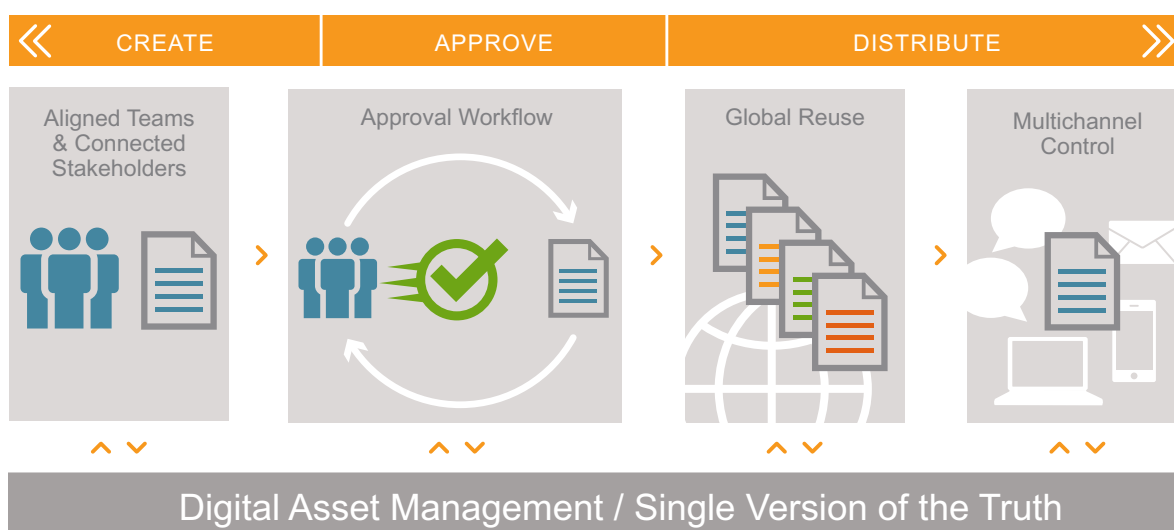 CREATE
APPROVE
DISTRIBUTE
Aligned Teams
& Connected
Stakeholders
Approval Workflow
Global Reuse
Multichannel
Control
Digital Asset Management / Single Version of the Truth